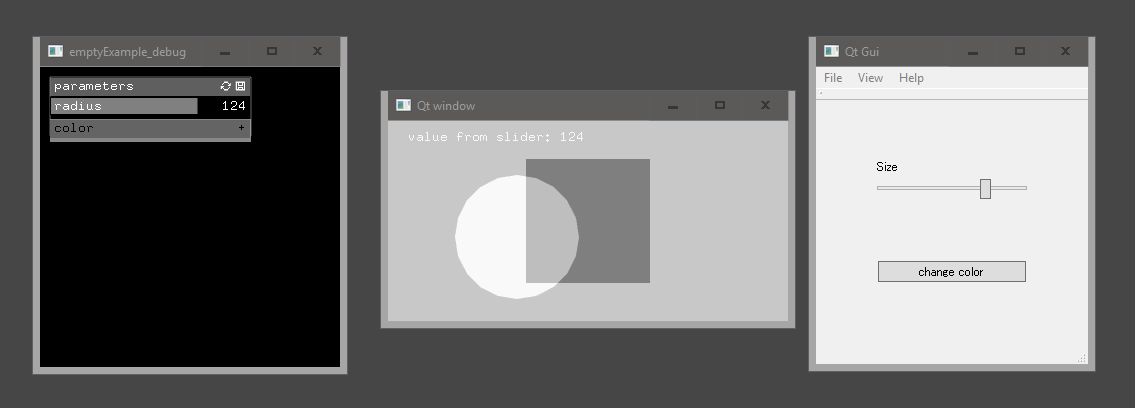 emptyExample_debug
parameters
radius 124
color +
Qt window
value from slider: 124
Qt Gui
File View Help
Size
change color